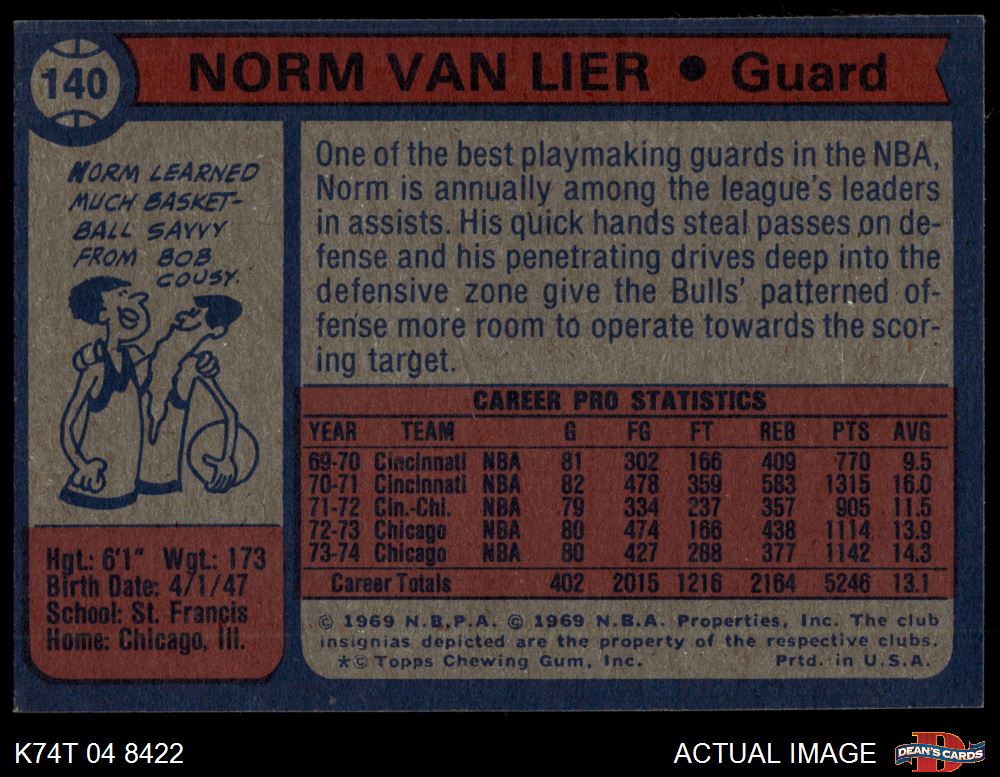 140
NORM VAN LIER • Guard
NORM LEARNED
MUCH BASKET-
BALL SAVVY
FROM BOB
COUSY.
One of the best playmaking guards in the NBA,
Norm is annually among the league's leaders
in assists. His quick hands steal passes on de-
fense and his penetrating drives deep into the
defensive zone give the Bulls' patterned of-
fense more room to operate towards the scor-
ing target.
CAREER PRO STATISTICS
YEAR TEAM G FG FT REB PTS AVG
69-70 Cincinnati NBA 81 302 166 409 770 9.5
70-71 Cincinnati NBA 82 478 359 583 1315 16.0
71-72 Cin.-Chi. NBA 79 334 237 357 905 11.5
72-73 Chicago NBA 80 474 166 438 1114 13.9
73-74 Chicago NBA 80 427 288 377 1142 14.3
Career Totals 402 2015 1216 2164 5246 13.1
Hgt.: 6'1" Wgt.: 173
Birth Date: 4/1/47
School: St. Francis
Home: Chicago, Ill.
© 1969 N.B.P.A. © 1969 N.B.A. Properties, Inc. The club
insignias depicted are the property of the respective clubs.
*© Topps Chewing Gum, Inc. Prtd. in U.S.A.
K74T 04 8422
ACTUAL IMAGE
D
DEAN'S CARDS